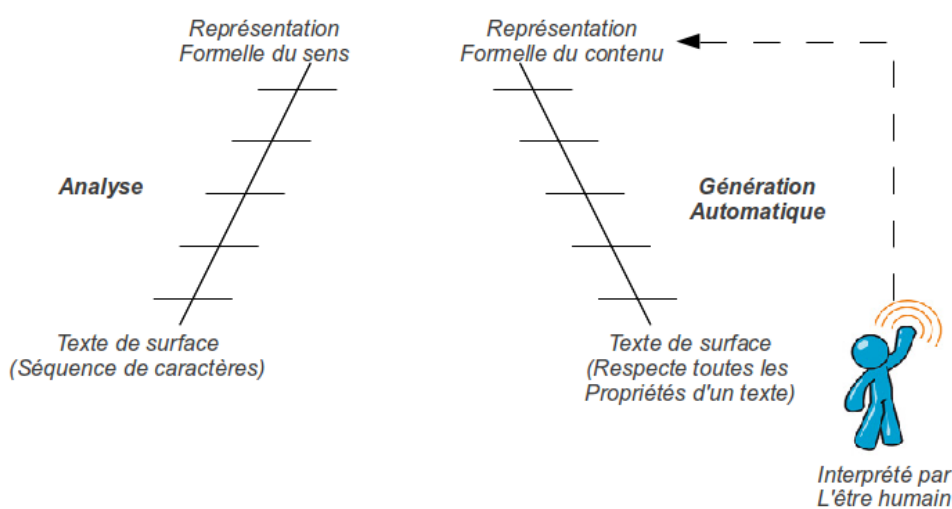 Représentation
Formelle du sens
Représentation
Formelle du contenu
Analyse
Génération
Automatique
Texte de surface
(Séquence de caractères)
Texte de surface
(Respecte toutes les
Propriétés d'un texte)
Interprété par
L'être humain